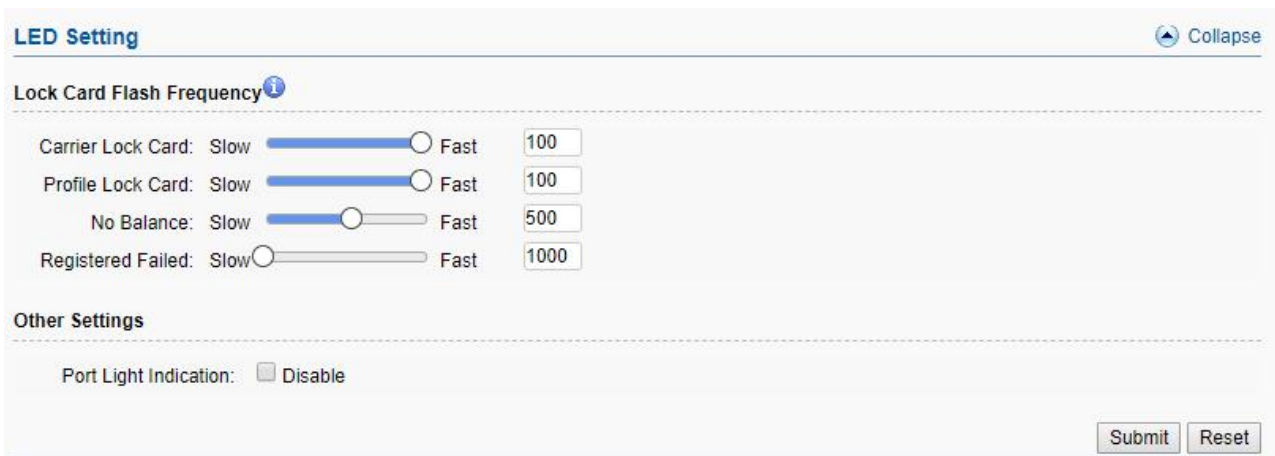 LED Setting Collapse
Lock Card Flash Frequency
Carrier Lock Card: Slow Fast 100
Profile Lock Card: Slow Fast 100
No Balance: Slow Fast 500
Registered Failed: Slow Fast 1000
Other Settings
Port Light Indication: Disable
Submit Reset